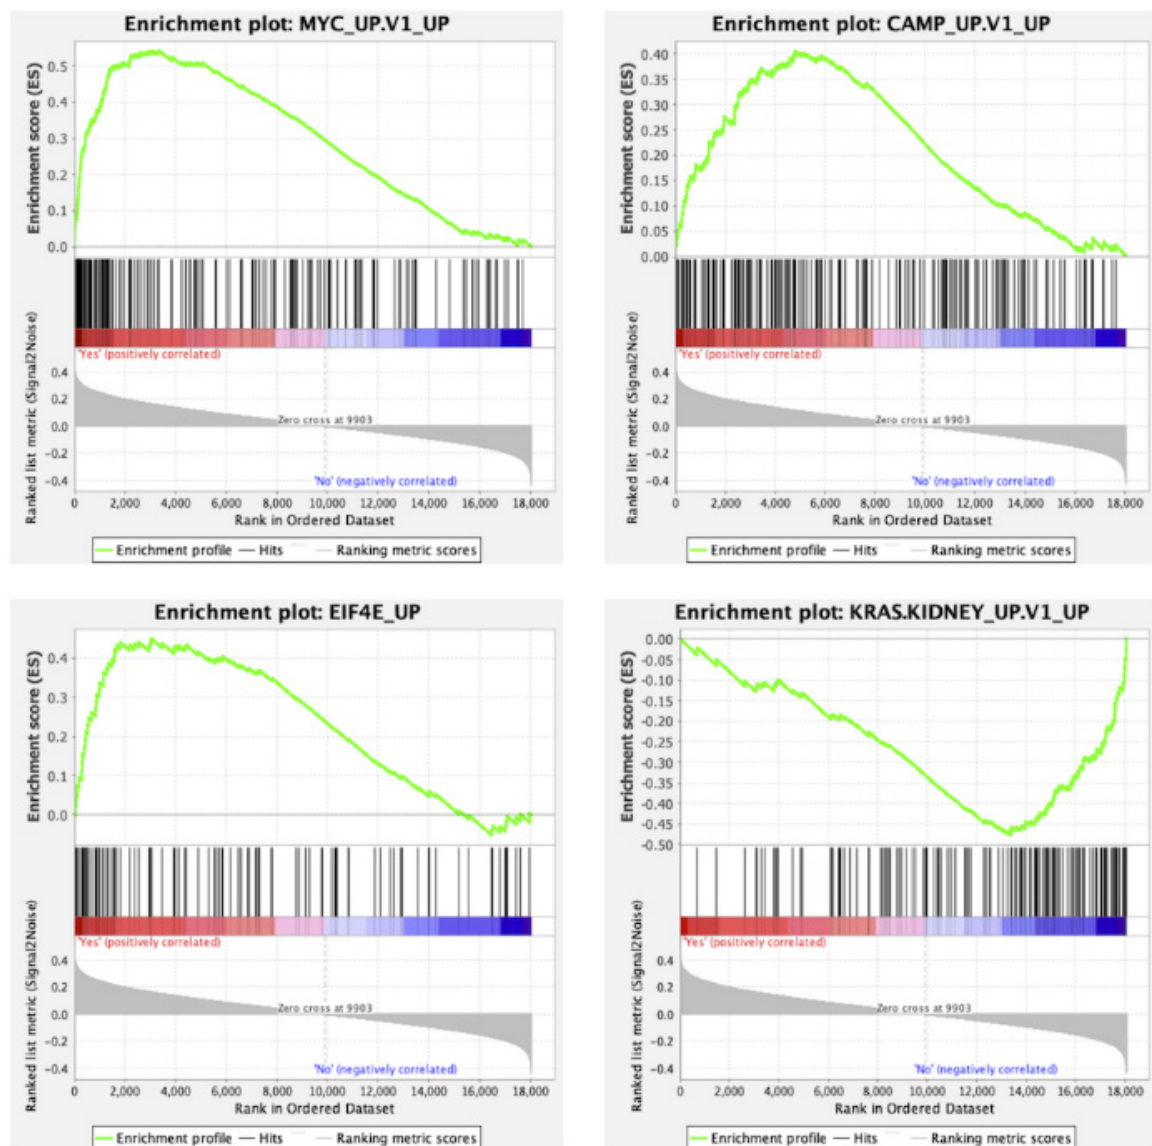 Enrichment plot: MYC_UP.V1_UP
Enrichment score (ES)
0.5
0.4
0.3
0.2
0.1
0.0
'Yes' (positively correlated)
Ranked list metric (Signal2Noise)
0.4
0.2
0.0
-0.2
-0.4
Zero cross at 9903
'No' (negatively correlated)
0 2,000 4,000 6,000 8,000 10,000 12,000 14,000 16,000 18,000
Rank in Ordered Dataset
Enrichment profile Hits Ranking metric scores
Enrichment plot: CAMP_UP.V1_UP
Enrichment score (ES)
0.40
0.35
0.30
0.25
0.20
0.15
0.10
0.05
0.00
'Yes' (positively correlated)
Ranked list metric (Signal2Noise)
0.4
0.2
0.0
-0.2
-0.4
Zero cross at 9903
'No' (negatively correlated)
0 2,000 4,000 6,000 8,000 10,000 12,000 14,000 16,000 18,000
Rank in Ordered Dataset
Enrichment profile Hits Ranking metric scores
Enrichment plot: EIF4E_UP
Enrichment score (ES)
0.4
0.3
0.2
0.1
0.0
'Yes' (positively correlated)
Ranked list metric (Signal2Noise)
0.4
0.2
0.0
-0.2
-0.4
Zero cross at 9903
'No' (negatively correlated)
0 2,000 4,000 6,000 8,000 10,000 12,000 14,000 16,000 18,000
Rank in Ordered Dataset
Enrichment profile Hits Ranking metric scores
Enrichment plot: KRAS.KIDNEY_UP.V1_UP
Enrichment score (ES)
0.00
-0.05
-0.10
-0.15
-0.20
-0.25
-0.30
-0.35
-0.40
-0.45
-0.50
'Yes' (positively correlated)
Ranked list metric (Signal2Noise)
0.4
0.2
0.0
-0.2
-0.4
Zero cross at 9903
'No' (negatively correlated)
0 2,000 4,000 6,000 8,000 10,000 12,000 14,000 16,000 18,000
Rank in Ordered Dataset
Enrichment profile Hits Ranking metric scores